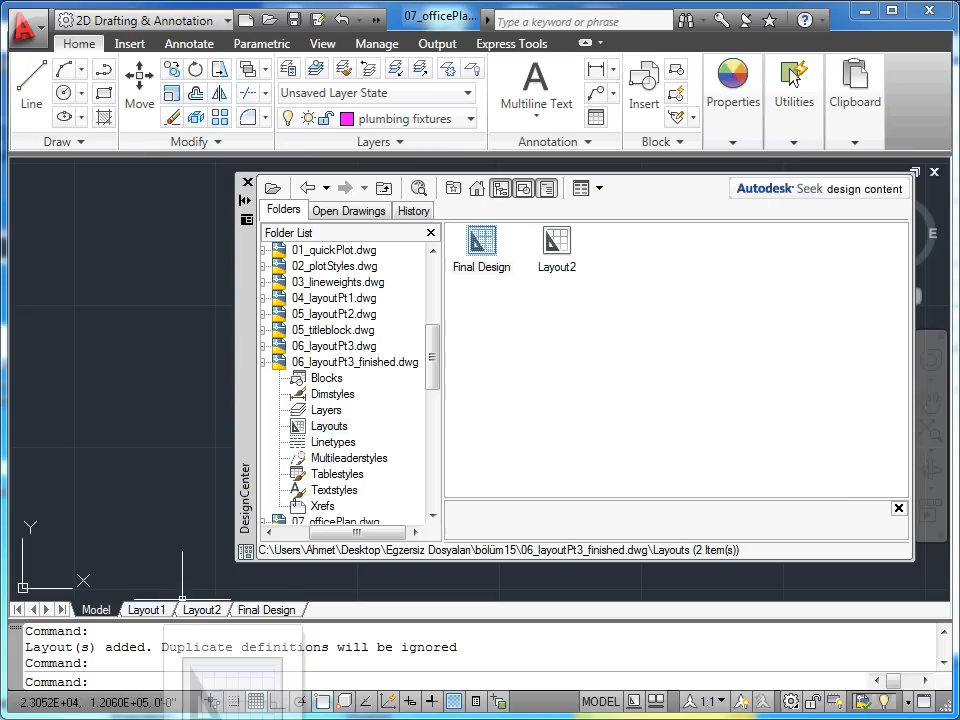 2D Drafting & Annotation
07_officePla...
Type a keyword or phrase
Home Insert Annotate Parametric View Manage Output Express Tools
Line
Move
Unsaved Layer State
plumbing fixtures
Multiline Text
Insert
Properties
Utilities
Clipboard
Draw
Modify
Layers
Annotation
Block
Autodesk Seek design content
Folders Open Drawings History
Folder List
01_quickPlot.dwg
02_plotStyles.dwg
03_lineweights.dwg
04_layoutPt1.dwg
05_layoutPt2.dwg
05_titleblock.dwg
06_layoutPt3.dwg
06_layoutPt3_finished.dwg
Blocks
Dimstyles
Layers
Layouts
Linetypes
Multileaderstyles
Tablestyles
Textstyles
Xrefs
07_officePlan.dwg
Final Design
Layout2
DesignCenter
C:\Users\Ahmet\Desktop\Egzersiz Dosyaları\bölüm15\06_layoutPt3_finished.dwg\Layouts (2 Item(s))
E
Y
X
Model Layout1 Layout2 Final Design
Command:
Layout(s) added. Duplicate definitions will be ignored
Command:
Command:
2.3052E+04, 1.2060E+05, 0'-0"
MODEL
1:1